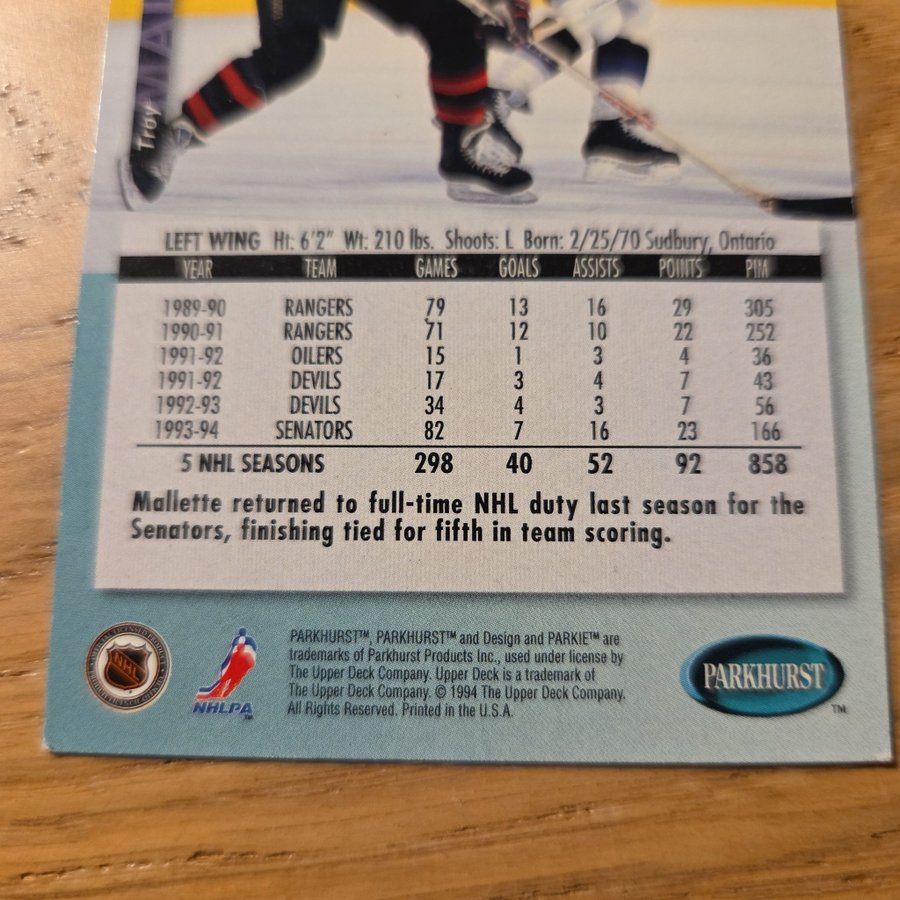 MAL
Troy
LEFT WING Ht: 6'2" Wt: 210 lbs. Shoots: L Born: 2/25/70 Sudbury, Ontario
YEAR TEAM GAMES GOALS ASSISTS POINTS PIM
1989-90 RANGERS 79 13 16 29 305
1990-91 RANGERS 71 12 10 22 252
1991-92 OILERS 15 1 3 4 36
1991-92 DEVILS 17 3 4 7 43
1992-93 DEVILS 34 4 3 7 56
1993-94 SENATORS 82 7 16 23 166
5 NHL SEASONS 298 40 52 92 858
Mallette returned to full-time NHL duty last season for the
Senators, finishing tied for fifth in team scoring.
NHL
NHLPA™
PARKHURST™, PARKHURST™ and Design and PARKIE™ are
trademarks of Parkhurst Products Inc., used under license by
The Upper Deck Company. Upper Deck is a trademark of
The Upper Deck Company. © 1994 The Upper Deck Company.
All Rights Reserved. Printed in the U.S.A.
PARKHURST
TM